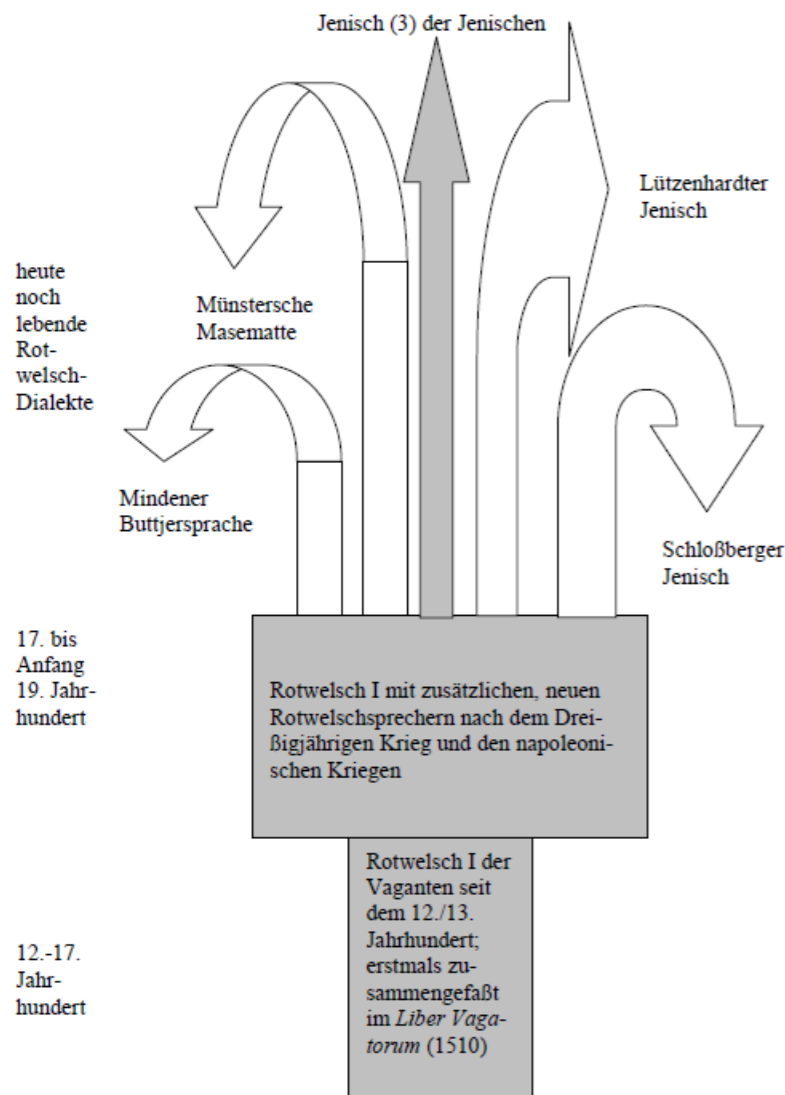 Jenisch (3) der Jenischen
Lützenhardter
Jenisch
heute
noch
lebende
Rot-
welsch-
Dialekte
Münstersche
Masematte
Mindener
Buttjersprache
Schloßberger
Jenisch
17. bis
Anfang
19. Jahr-
hundert
Rotwelsch I mit zusätzlichen, neuen
Rotwelschsprechern nach dem Drei-
ßigjährigen Krieg und den napoleoni-
schen Kriegen
12.-17.
Jahr-
hundert
Rotwelsch I der
Vaganten seit
dem 12./13.
Jahrhundert;
erstmals zu-
sammengefaßt
im Liber Vaga-
torum (1510)